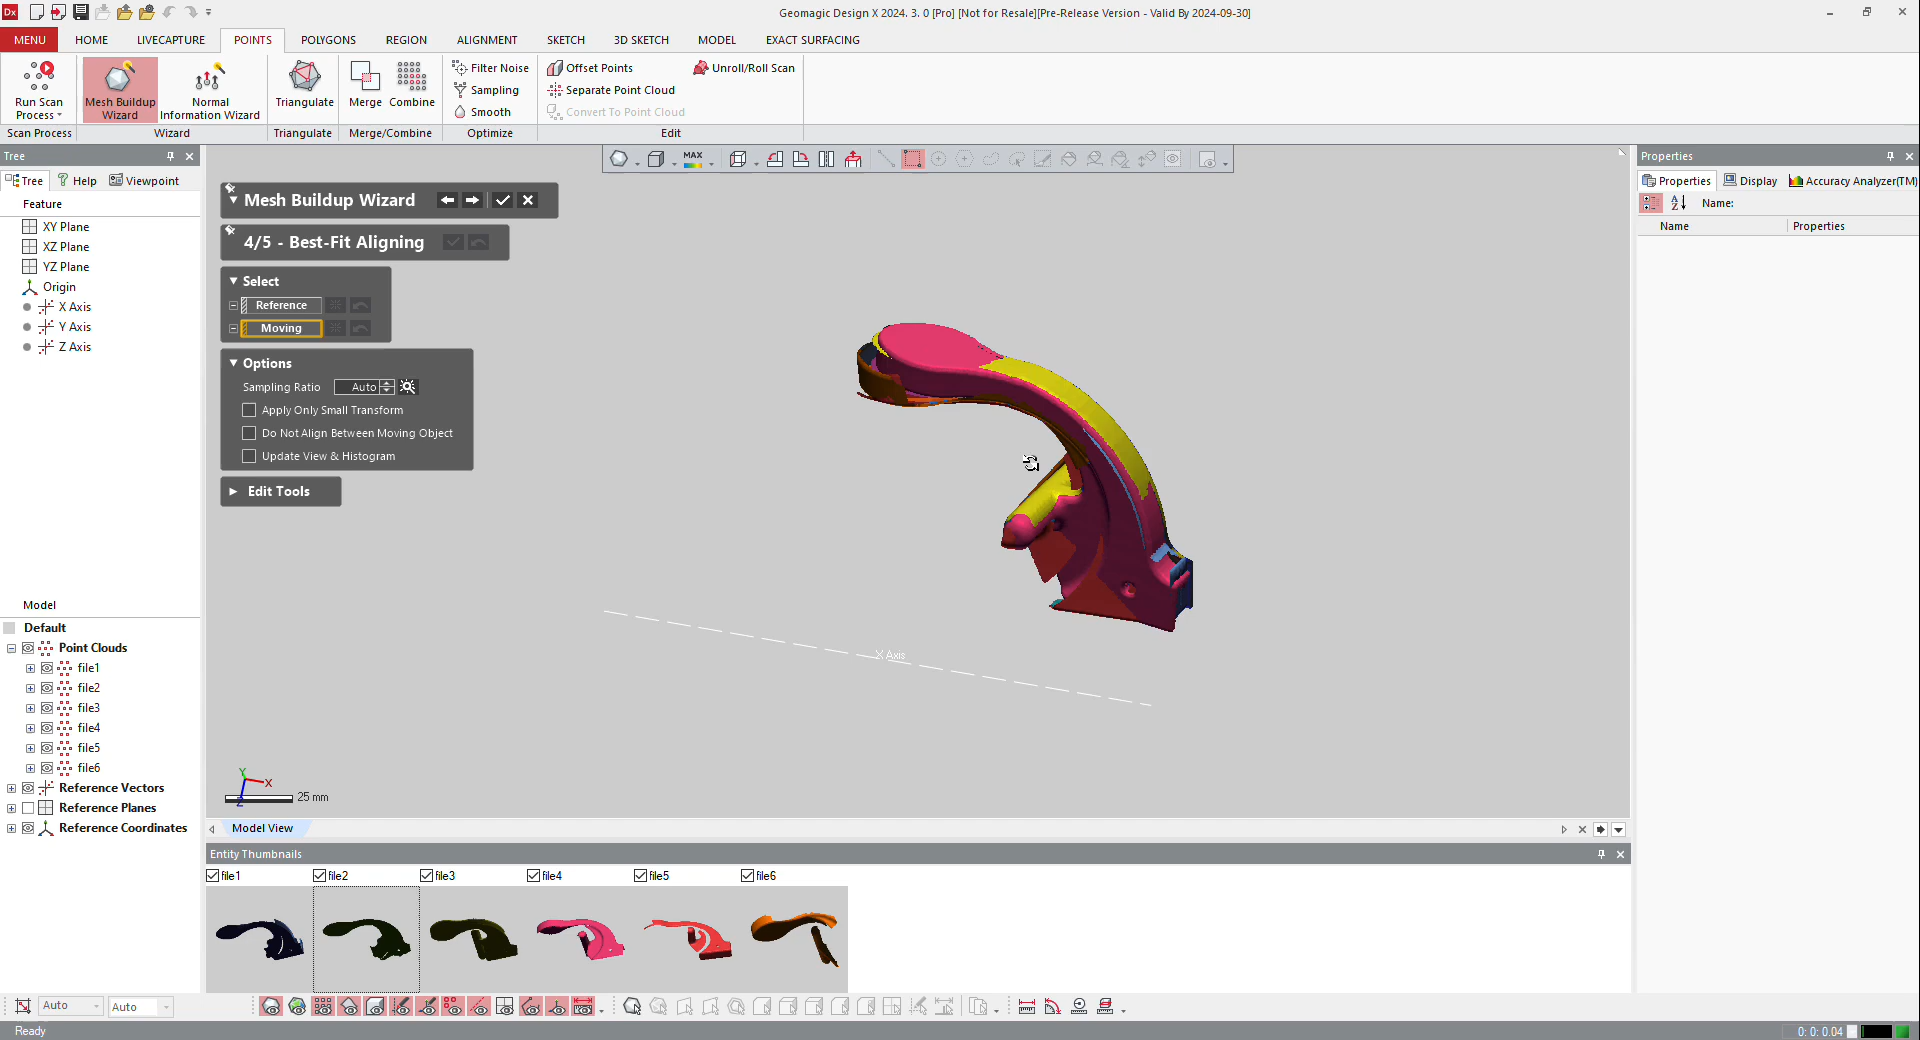 Dx
Geomagic Design X 2024. 3. 0 [Pro] [Not for Resale][Pre-Release Version - Valid By 2024-09-30]
MENU HOME LIVECAPTURE POINTS POLYGONS REGION ALIGNMENT SKETCH 3D SKETCH MODEL EXACT SURFACING
Run Scan Process
Mesh Buildup Wizard
Normal Information Wizard
Triangulate
Merge
Combine
Filter Noise
Sampling
Smooth
Offset Points
Separate Point Cloud
Convert To Point Cloud
Unroll/Roll Scan
Scan Process Wizard Triangulate Merge/Combine Optimize Edit
Tree
Tree Help Viewpoint
Feature
XY Plane
XZ Plane
YZ Plane
Origin
X Axis
Y Axis
Z Axis
Model
Default
Point Clouds
file1
file2
file3
file4
file5
file6
Reference Vectors
Reference Planes
Reference Coordinates
MAX
Mesh Buildup Wizard
4/5 - Best-Fit Aligning
Select
Reference
Moving
Options
Sampling Ratio Auto
Apply Only Small Transform
Do Not Align Between Moving Object
Update View & Histogram
Edit Tools
X Axis
Y
X
Z
25 mm
Model View
Entity Thumbnails
file1 file2 file3 file4 file5 file6
Properties
Properties Display Accuracy Analyzer(TM)
Name:
Name Properties
Auto Auto
Ready
0: 0: 0.04